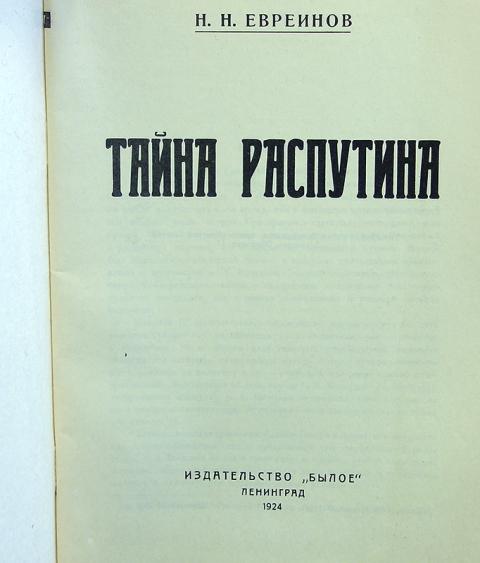 Н. Н. ЕВРЕИНОВ
ТАЙНА РАСПУТИНА
ИЗДАТЕЛЬСТВО „БЫЛОЕ“
ЛЕНИНГРАД
1924